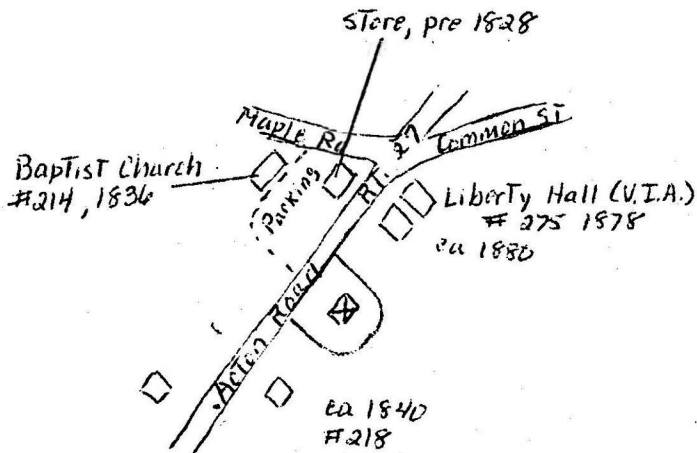 store, pre 1828
Maple Rd
RT. 27
Common ST
Baptist Church
#214, 1836
Parking
Liberty Hall (V.I.A.)
# 275 1878
ca 1880
Acton Road
ca 1840
#218